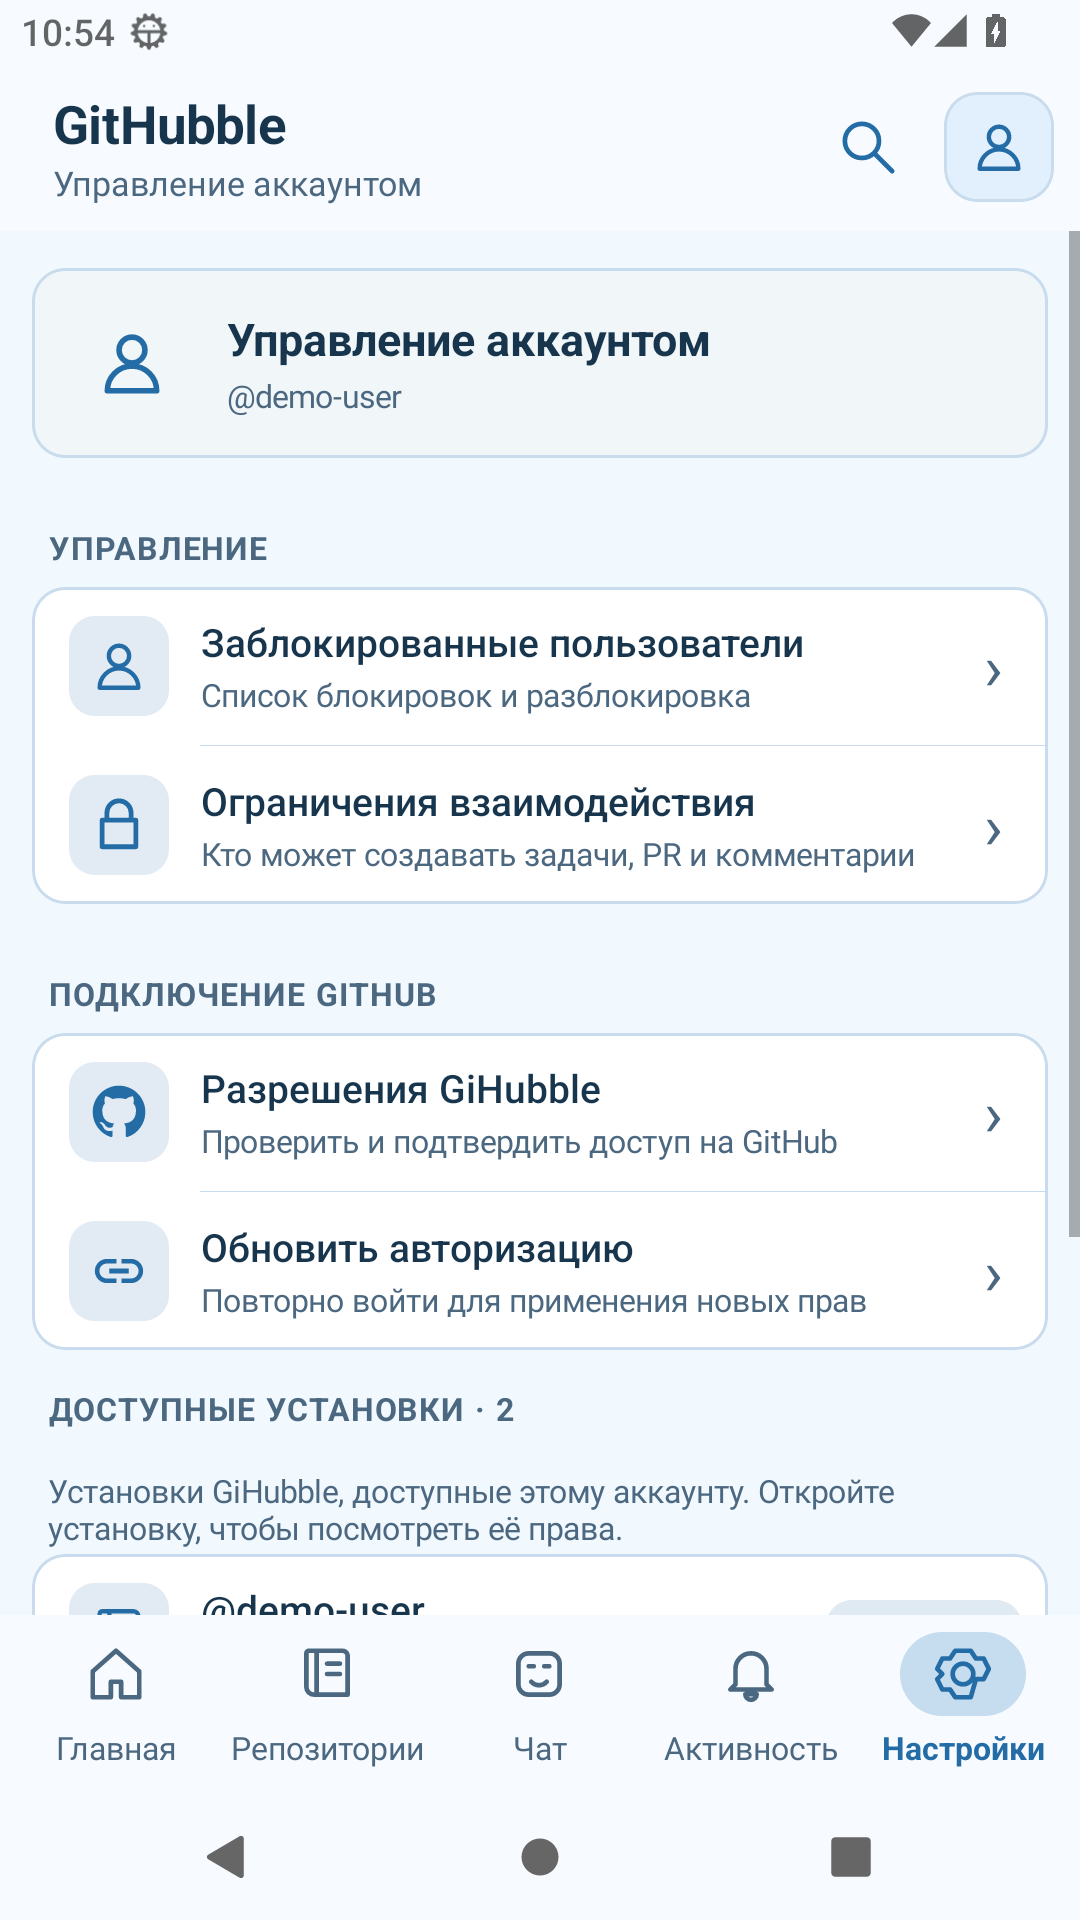 10:54
GitHubble
Управление аккаунтом
Управление аккаунтом
@demo-user
УПРАВЛЕНИЕ
Заблокированные пользователи
Список блокировок и разблокировка
Ограничения взаимодействия
Кто может создавать задачи, PR и комментарии
ПОДКЛЮЧЕНИЕ GITHUB
Разрешения GiHubble
Проверить и подтвердить доступ на GitHub
Обновить авторизацию
Повторно войти для применения новых прав
ДОСТУПНЫЕ УСТАНОВКИ · 2
Установки GiHubble, доступные этому аккаунту. Откройте
установку, чтобы посмотреть её права.
@demo-user
Главная
Репозитории
Чат
Активность
Настройки